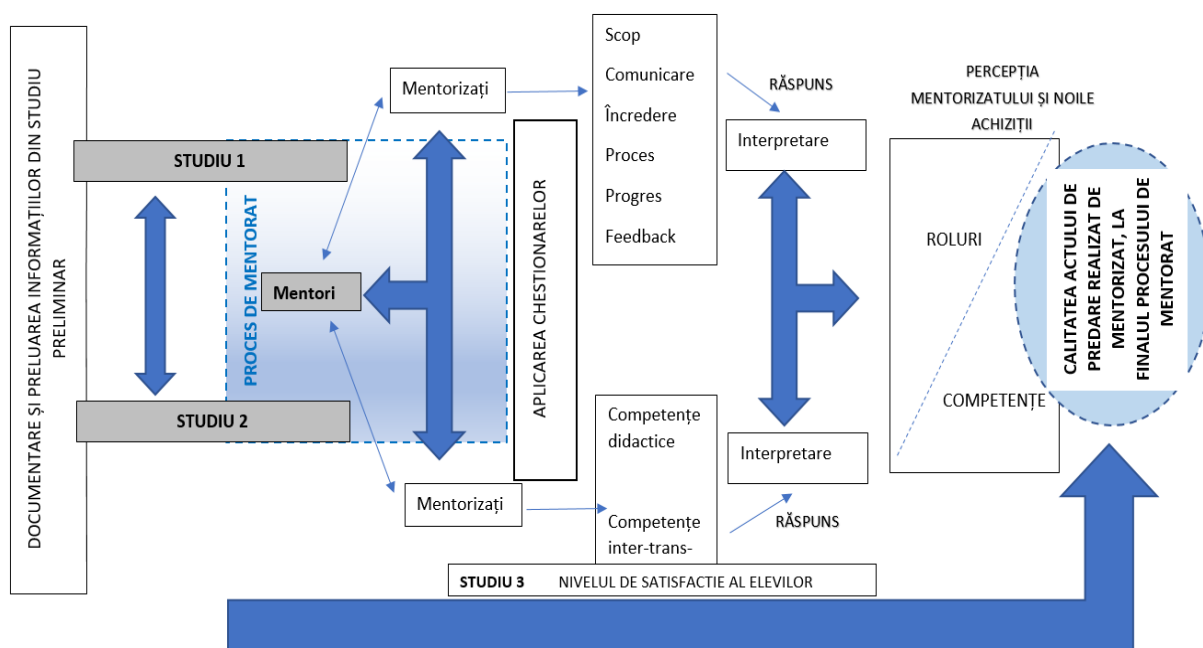 DOCUMENTARE ȘI PRELUAREA INFORMAȚIILOR DIN STUDIU
PRELIMINAR
STUDIU 1
STUDIU 2
PROCES DE MENTORAT
Mentori
Mentorizați
Mentorizați
APLICAREA CHESTIONARELOR
Scop
Comunicare
Încredere
Proces
Progres
Feedback
Competențe
didactice
Competențe
inter-trans-
RĂSPUNS
Interpretare
Interpretare
RĂSPUNS
STUDIU 3 NIVELUL DE SATISFACTIE AL ELEVILOR
PERCEPȚIA
MENTORIZATULUI ȘI NOILE
ACHIZIȚII
ROLURI
COMPETENȚE
CALITATEA ACTULUI DE
PREDARE REALIZAT DE
MENTORIZAT, LA
FINALUL PROCESULUI DE
MENTORAT